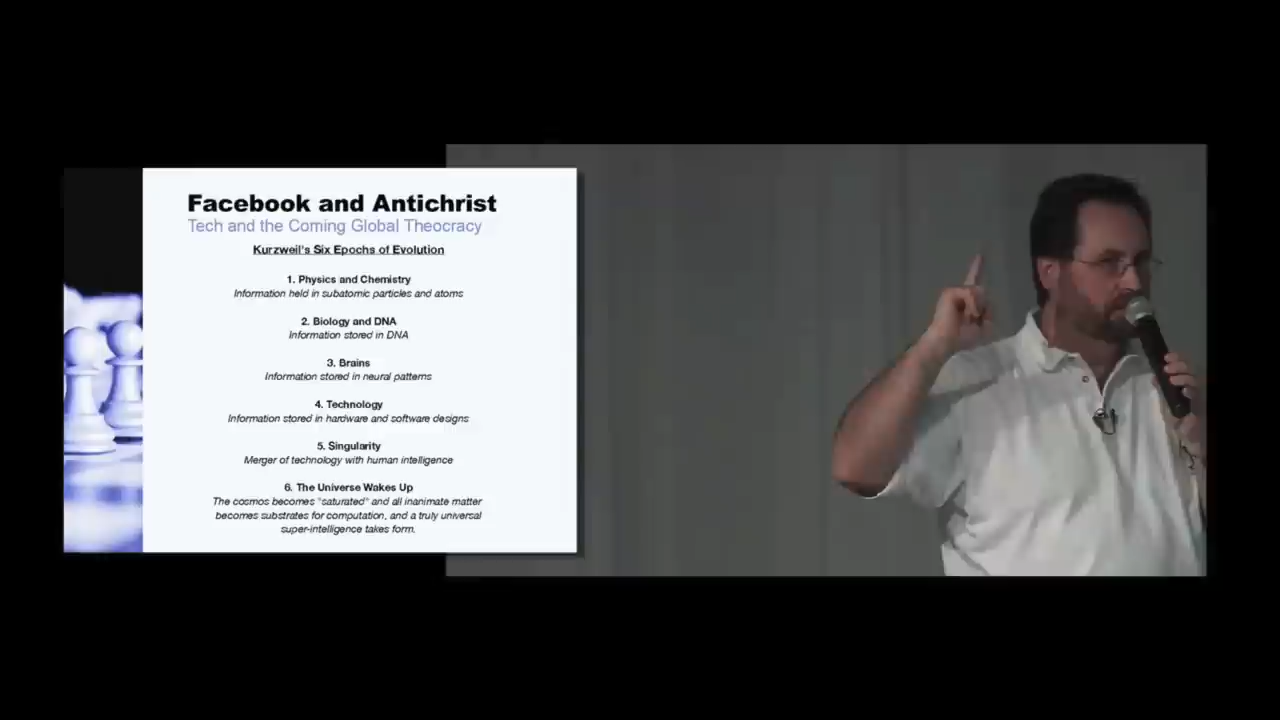 Facebook and Antichrist
Tech and the Coming Global Theocracy
Kurzweil's Six Epochs of Evolution
1. Physics and Chemistry
Information held in subatomic particles and atoms
2. Biology and DNA
Information stored in DNA
3. Brains
Information stored in neural patterns
4. Technology
Information stored in hardware and software designs
5. Singularity
Merger of technology with human intelligence
6. The Universe Wakes Up
The cosmos becomes "saturated" and all inanimate matter
becomes substrates for computation, and a truly universal
super-intelligence takes form.